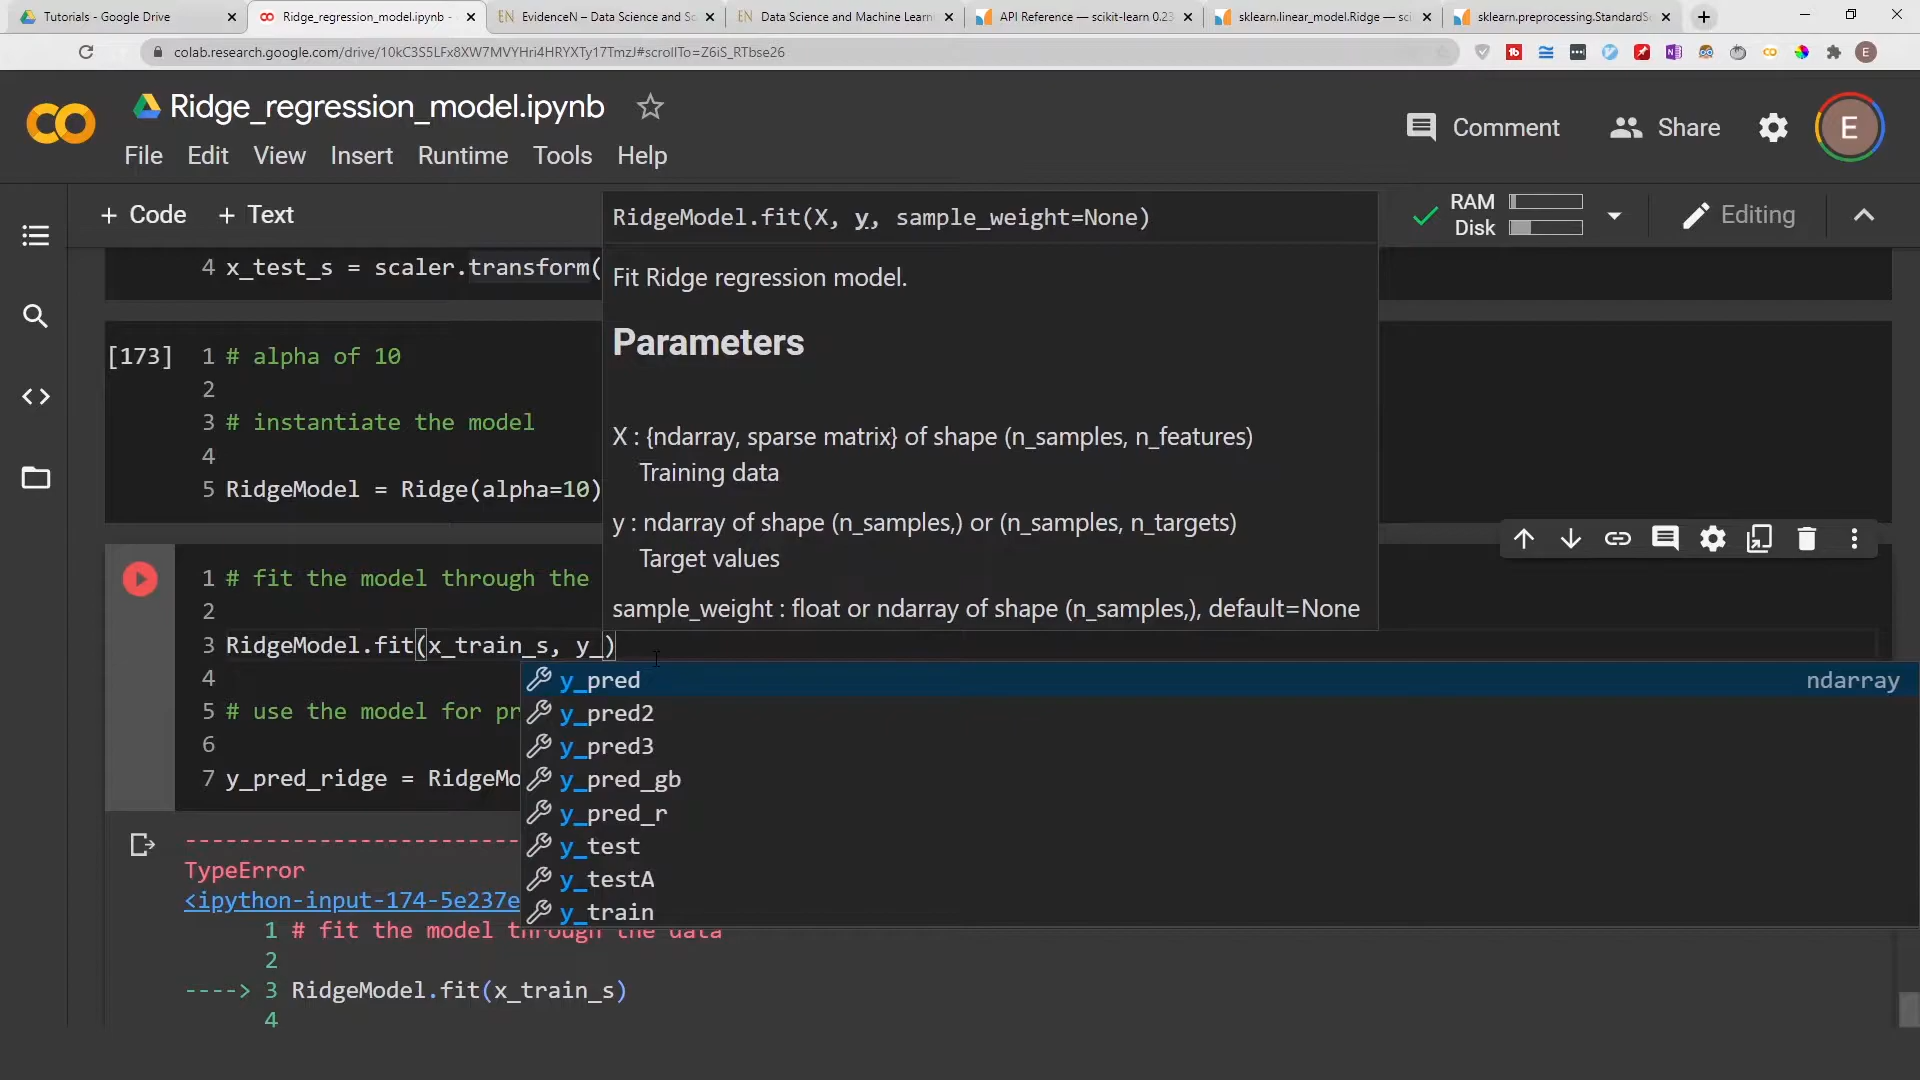 Tutorials - Google Drive
Ridge_regression_model.ipynb -
EN EvidenceN – Data Science and Sc
EN Data Science and Machine Learn
API Reference — scikit-learn 0.23
sklearn.linear_model.Ridge — sci
sklearn.preprocessing.StandardSc
colab.research.google.com/drive/10kC3S5LFx8XW7MVYHri4HRYXTy17TmzJ#scrollTo=Z6iS_RTbse26
Ridge_regression_model.ipynb
Comment
Share
E
File Edit View Insert Runtime Tools Help
+ Code + Text
RAM
Disk
Editing
RidgeModel.fit(X, y, sample_weight=None)
Fit Ridge regression model.
Parameters
X : {ndarray, sparse matrix} of shape (n_samples, n_features)
Training data
y : ndarray of shape (n_samples,) or (n_samples, n_targets)
Target values
sample_weight : float or ndarray of shape (n_samples,), default=None
4 x_test_s = scaler.transform(
[173] 1 # alpha of 10
2
3 # instantiate the model
4
5 RidgeModel = Ridge(alpha=10)
1 # fit the model through the
2
3 RidgeModel.fit(x_train_s, y_)
4
5 # use the model for pr
6
7 y_pred_ridge = RidgeMo
y_pred ndarray
y_pred2
y_pred3
y_pred_gb
y_pred_r
y_test
y_testA
y_train
--------------------------
TypeError
<ipython-input-174-5e237e
1 # fit the model through the data
2
----> 3 RidgeModel.fit(x_train_s)
4